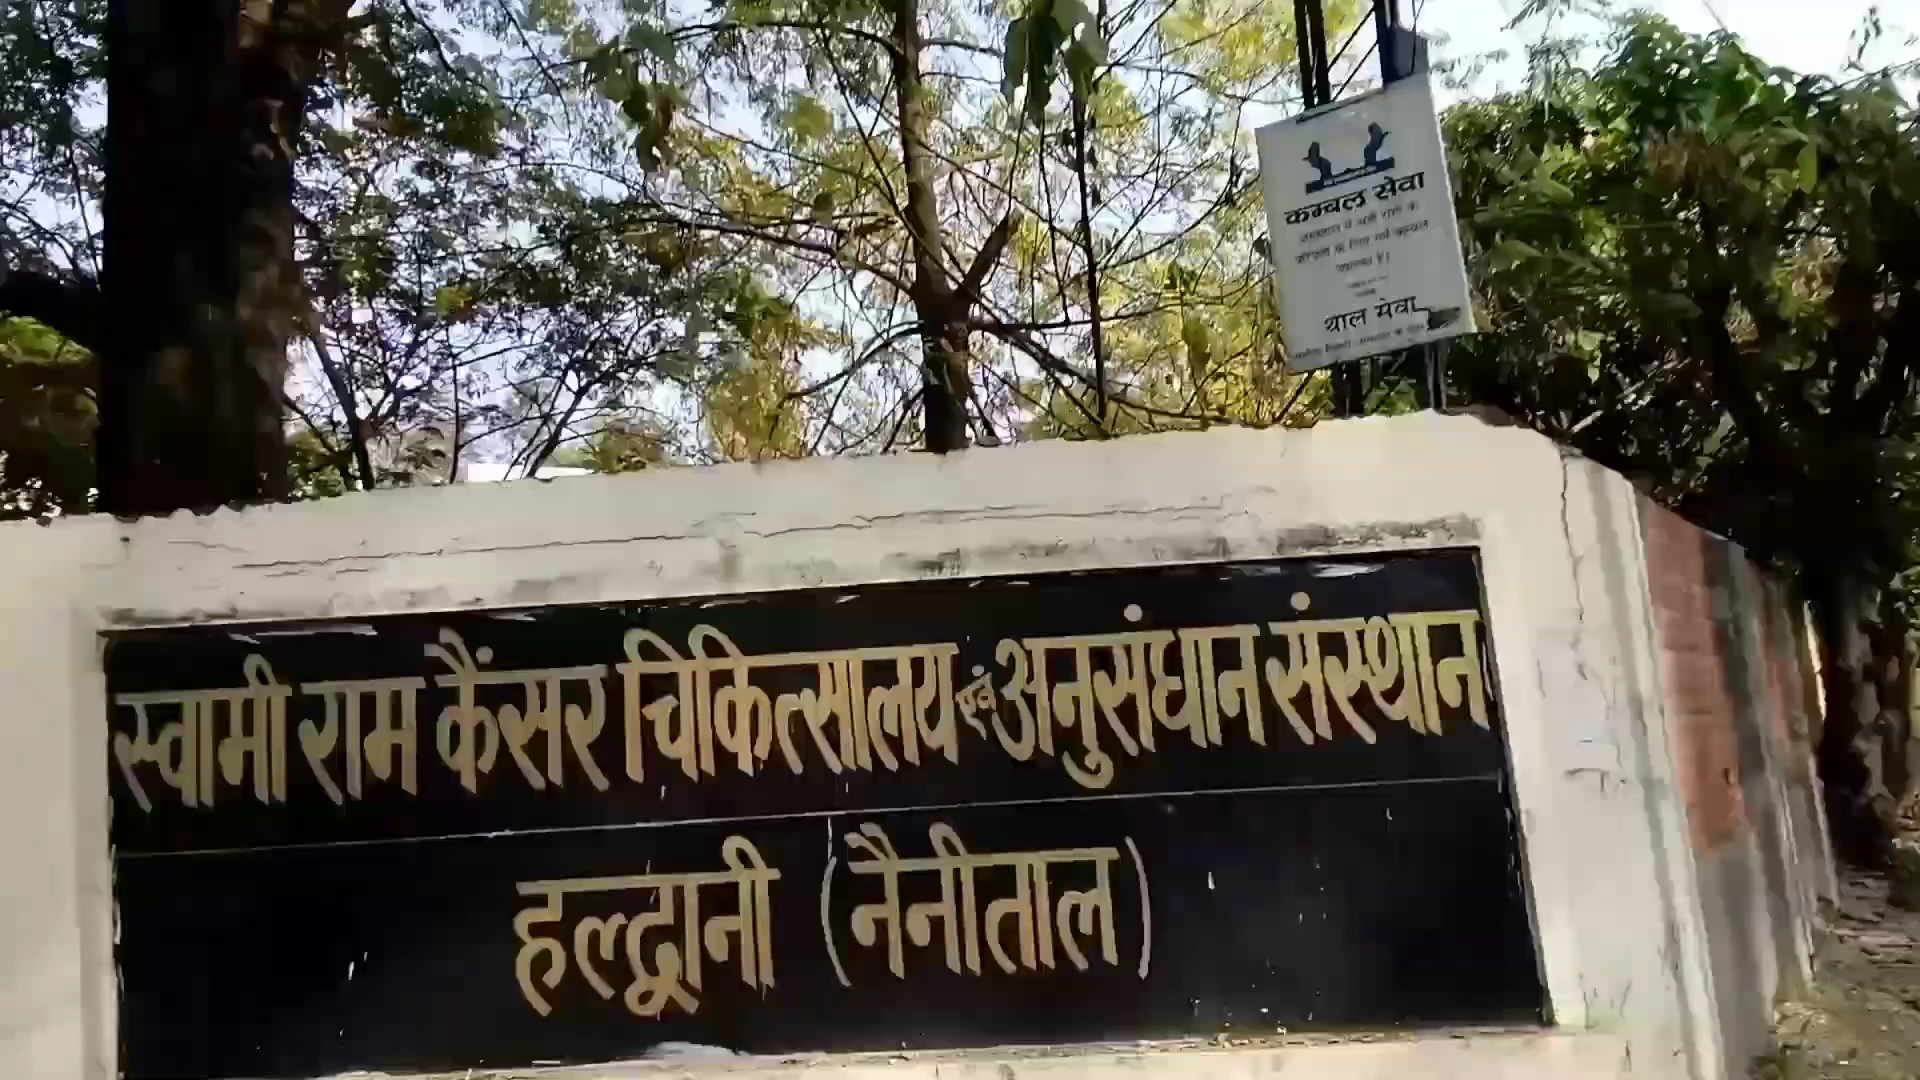 कम्बल सेवा
थाल सेवा
स्वामी राम कैंसर चिकित्सालय एवं अनुसंधान संस्थान
हल्द्वानी (नैनीताल)